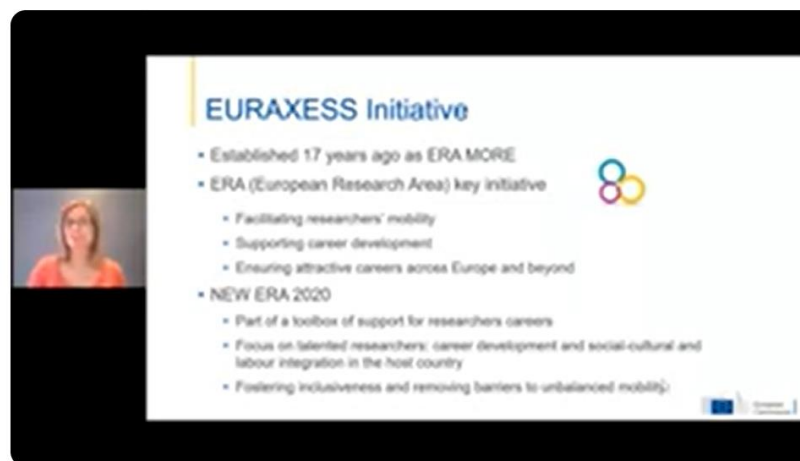 EURAXESS Initiative
Established 17 years ago as ERA MORE
ERA (European Research Area) key initiative
Facilitating researchers' mobility
Supporting career development
Ensuring attractive careers across Europe and beyond
NEW ERA 2020
Part of a toolbox of support for researchers careers
Focus on talented researchers: career development and social-cultural and
labour integration in the host country
Fostering inclusiveness and removing barriers to unbalanced mobility
European
Commission